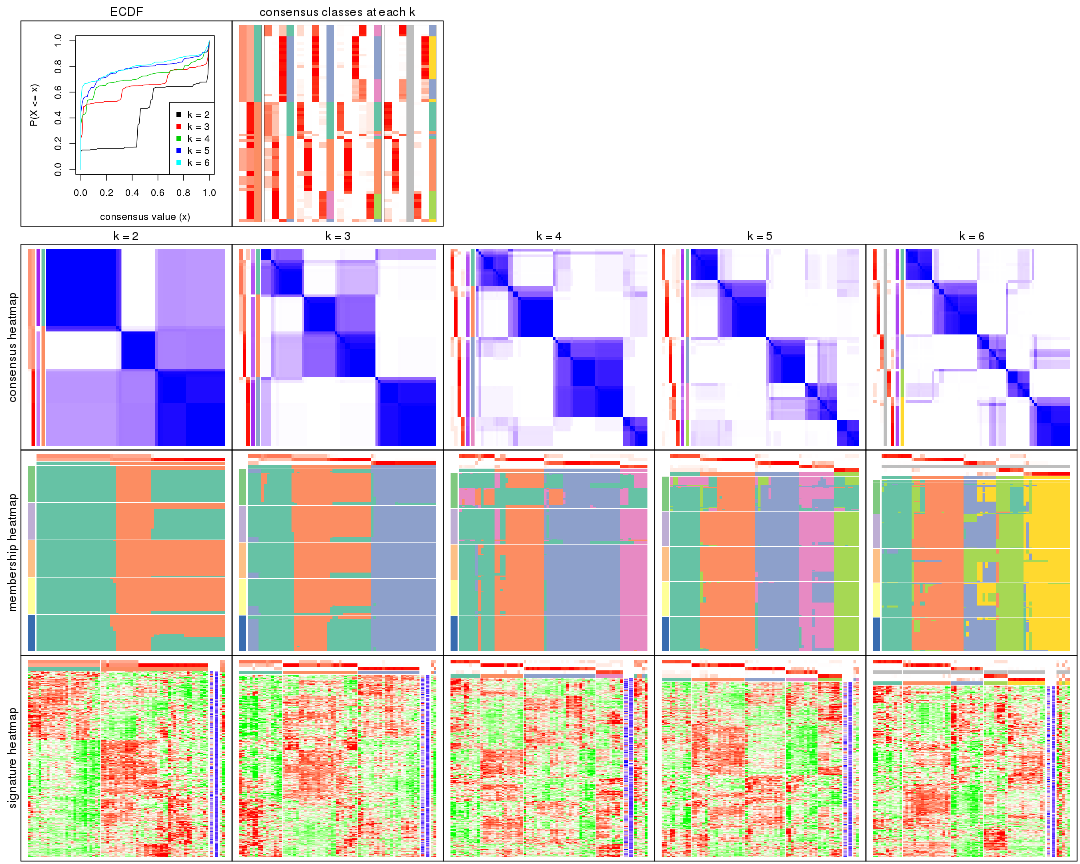 ECDF
consensus classes at each k
P(X <= x)
0.0 0.2 0.4 0.6 0.8 1.0
k = 2
k = 3
k = 4
k = 5
k = 6
0.0 0.2 0.4 0.6 0.8 1.0
consensus value (x)
k = 2 k = 3 k = 4 k = 5 k = 6
consensus heatmap
membership heatmap
signature heatmap